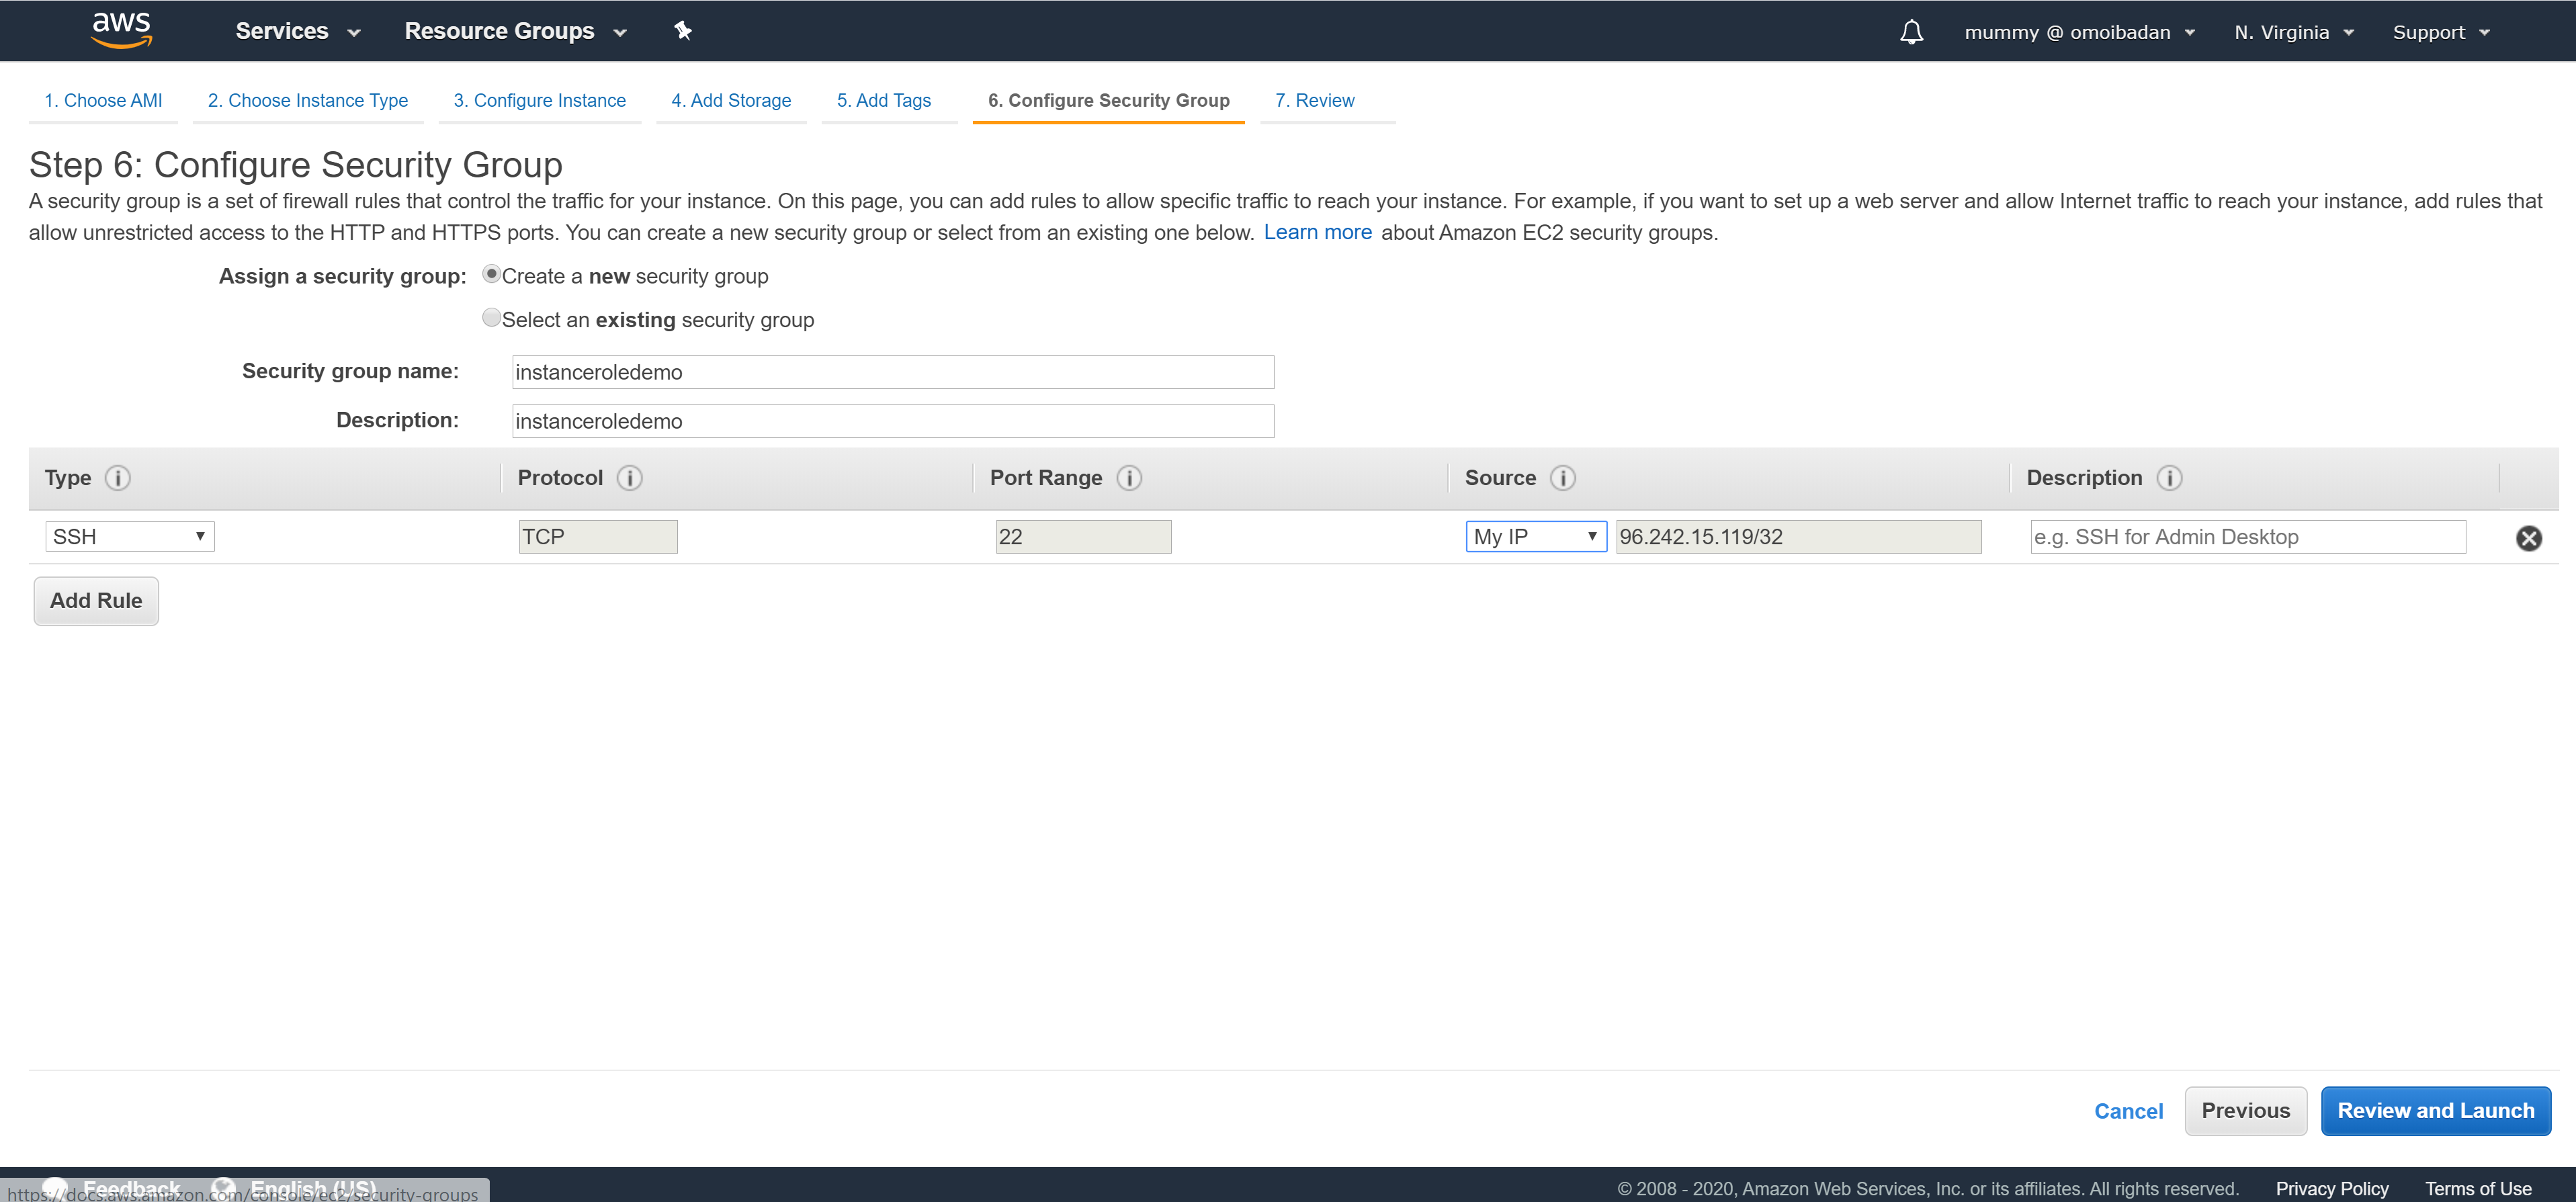 aws Services Resource Groups mummy @ omoibadan N. Virginia Support
1. Choose AMI 2. Choose Instance Type 3. Configure Instance 4. Add Storage 5. Add Tags 6. Configure Security Group 7. Review
Step 6: Configure Security Group
A security group is a set of firewall rules that control the traffic for your instance. On this page, you can add rules to allow specific traffic to reach your instance. For example, if you want to set up a web server and allow Internet traffic to reach your instance, add rules that
allow unrestricted access to the HTTP and HTTPS ports. You can create a new security group or select from an existing one below. Learn more about Amazon EC2 security groups.
Assign a security group: Create a new security group
Select an existing security group
Security group name: instanceroledemo
Description: instanceroledemo
Type Protocol Port Range Source Description
SSH TCP 22 My IP 96.242.15.119/32 e.g. SSH for Admin Desktop
Add Rule
Cancel Previous Review and Launch
Feedback English (US) © 2008 - 2020, Amazon Web Services, Inc. or its affiliates. All rights reserved. Privacy Policy Terms of Use
https://docs.aws.amazon.com/console/ec2/security-groups